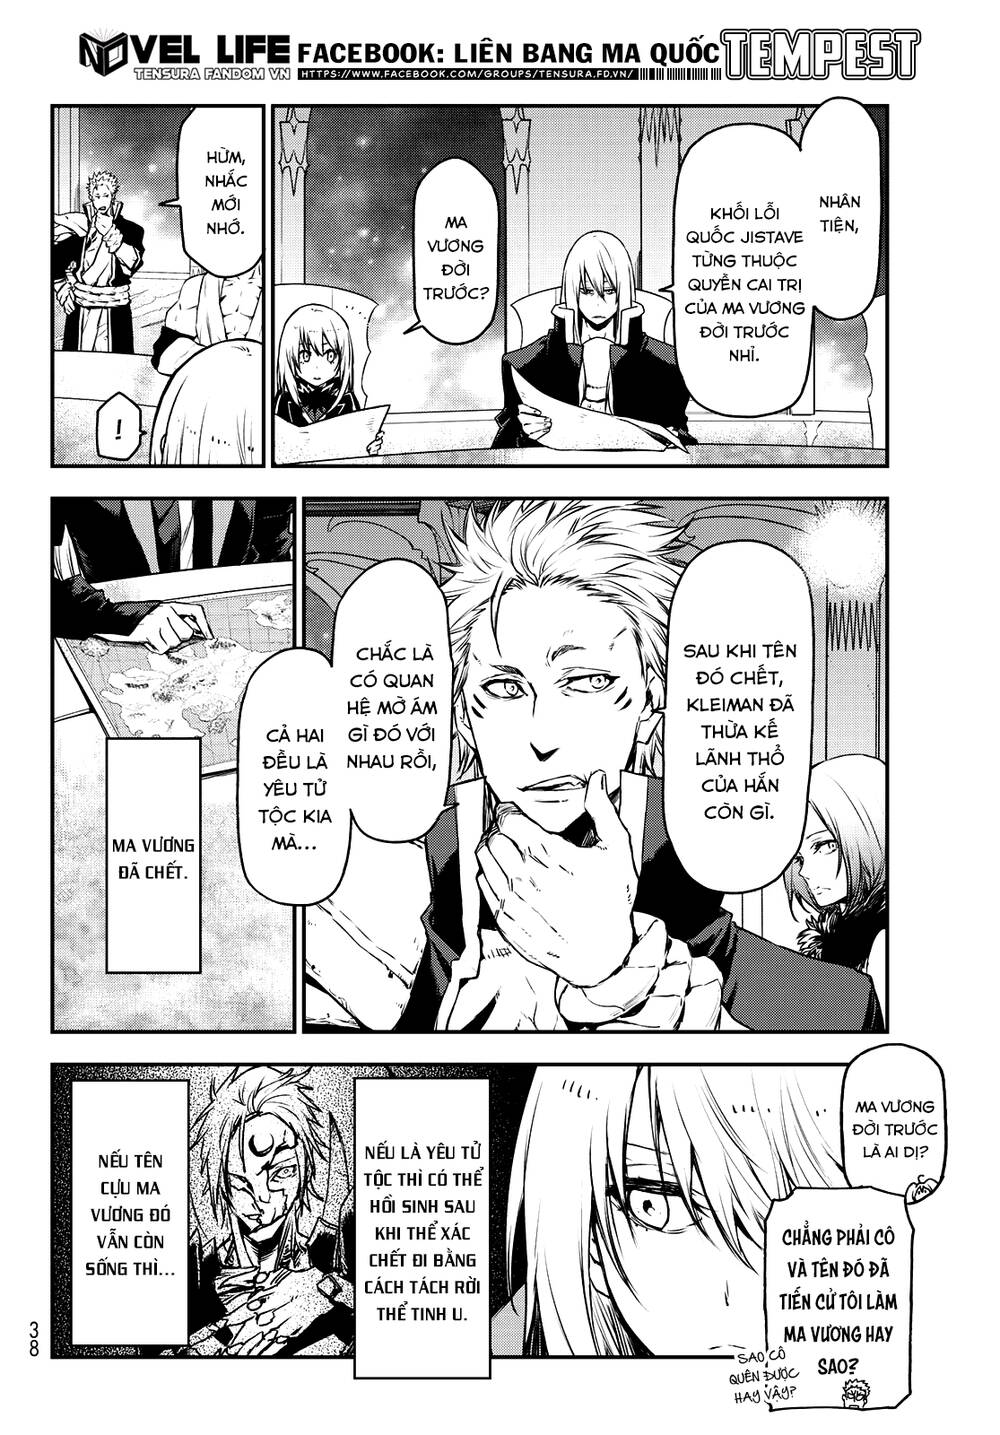 NOVEL LIFE
TENSURA FANDOM VN
FACEBOOK: LIÊN BANG MA QUỐC
HTTPS://WWW.FACEBOOK.COM/GROUPS/TENSURA.FD.VN/
TEMPEST
NHÂN
TIỆN,
KHỐI LỖI
QUỐC JISTAVE
TỪNG THUỘC
QUYỀN CAI TRỊ
CỦA MA VƯƠNG
ĐỜI TRƯỚC
NHỈ.
MA
VƯƠNG
ĐỜI
TRƯỚC?
HỪM,
NHẮC
MỚI
NHỚ.
!
SAU KHI TÊN
ĐÓ CHẾT,
KLEIMAN ĐÃ
THỪA KẾ
LÃNH THỔ
CỦA HẮN
CÒN GÌ.
CHẮC LÀ
CÓ QUAN
HỆ MỜ ÁM
GÌ ĐÓ VỚI
NHAU RỒI,
CẢ HAI
ĐỀU LÀ
YÊU TỬ
TỘC KIA
MÀ...
MA VƯƠNG
ĐÃ CHẾT.
MA VƯƠNG
ĐỜI TRƯỚC
LÀ AI DỊ?
CHẲNG PHẢI CÔ
VÀ TÊN ĐÓ ĐÃ
TIẾN CỬ TÔI LÀM
MA VƯƠNG HAY
SAO?
SAO CÔ
QUÊN ĐƯỢC
HAY VẬY?
NẾU LÀ YÊU TỬ
TỘC THÌ CÓ THỂ
HỒI SINH SAU
KHI THỂ XÁC
CHẾT ĐI BẰNG
CÁCH TÁCH RỜI
THỂ TINH U.
NẾU TÊN
CỰU MA
VƯƠNG ĐÓ
VẪN CÒN
SỐNG THÌ...
38